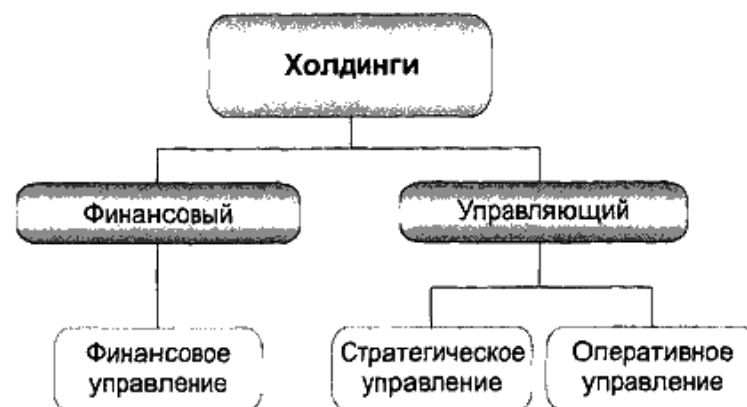 Холдинги
Финансовый
Управляющий
Финансовое
управление
Стратегическое
управление
Оперативное
управление